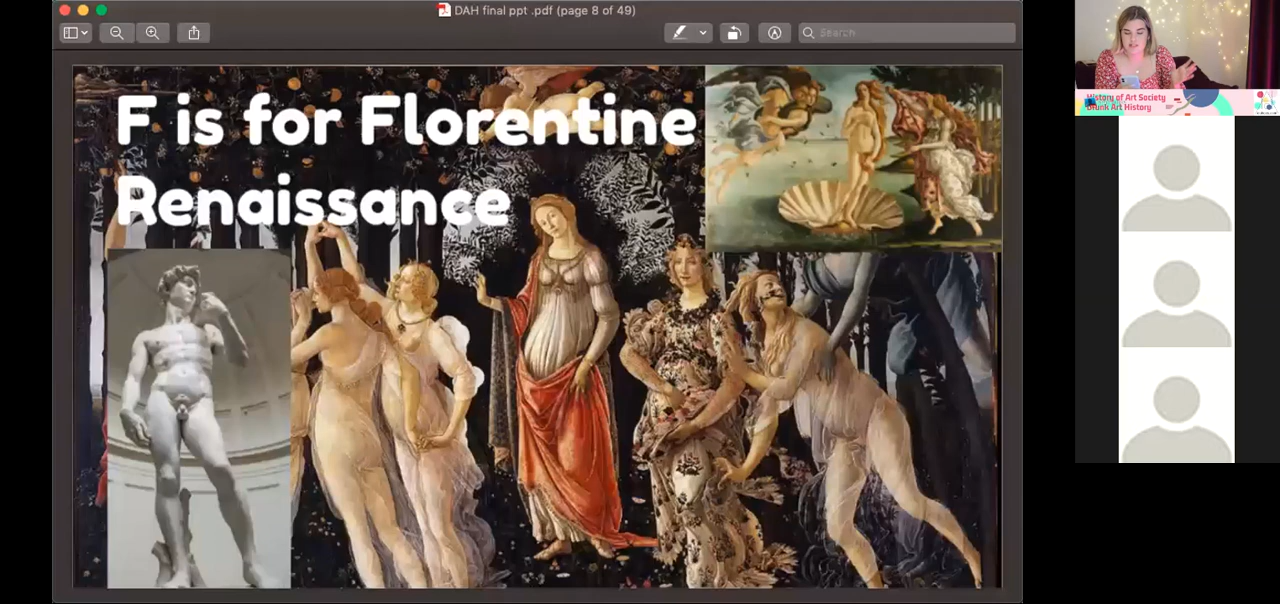 DAH final ppt .pdf (page 8 of 49)
Search
F is for Florentine
Renaissance
History of Art Society
Drunk Art History